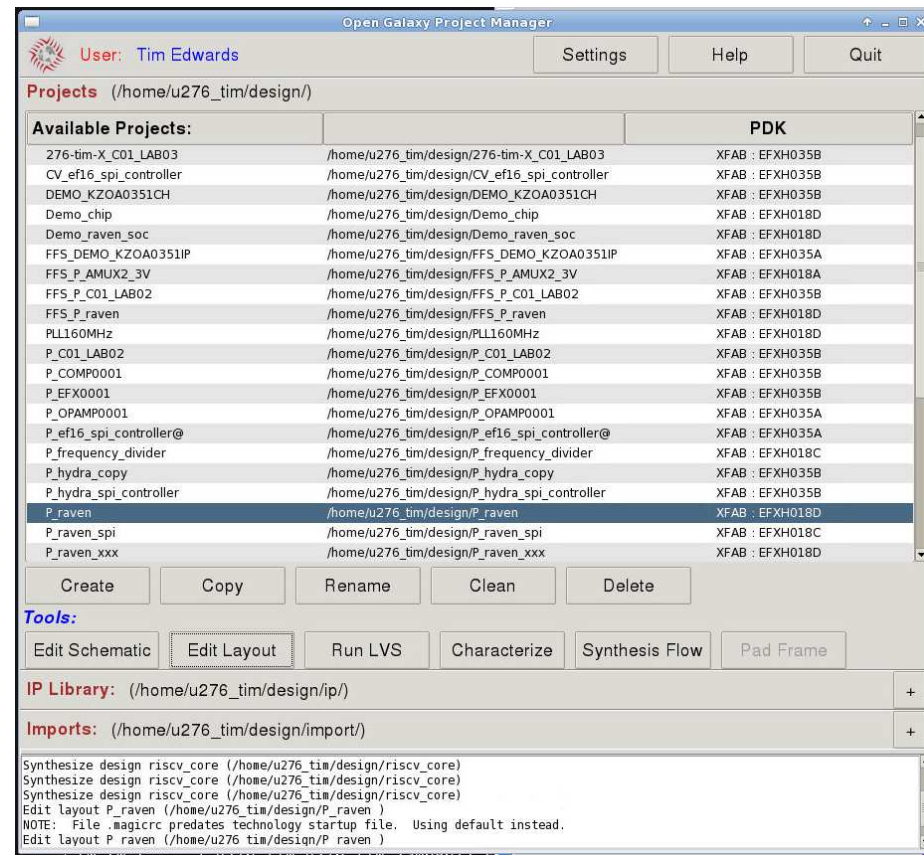 Open Galaxy Project Manager
User: Tim Edwards Settings Help Quit
Projects (/home/u276_tim/design/)
Available Projects: PDK
276-tim-X_C01_LAB03 /home/u276_tim/design/276-tim-X_C01_LAB03 XFAB : EFXH035B
CV_ef16_spi_controller /home/u276_tim/design/CV_ef16_spi_controller XFAB : EFXH035B
DEMO_KZOA0351CH /home/u276_tim/design/DEMO_KZOA0351CH XFAB : EFXH035B
Demo_chip /home/u276_tim/design/Demo_chip XFAB : EFXH018D
Demo_raven_soc /home/u276_tim/design/Demo_raven_soc XFAB : EFXH018D
FFS_DEMO_KZOA0351IP /home/u276_tim/design/FFS_DEMO_KZOA0351IP XFAB : EFXH035A
FFS_P_AMUX2_3V /home/u276_tim/design/FFS_P_AMUX2_3V XFAB : EFXH018A
FFS_P_C01_LAB02 /home/u276_tim/design/FFS_P_C01_LAB02 XFAB : EFXH035B
FFS_P_raven /home/u276_tim/design/FFS_P_raven XFAB : EFXH018D
PLL160MHz /home/u276_tim/design/PLL160MHz XFAB : EFXH018D
P_C01_LAB02 /home/u276_tim/design/P_C01_LAB02 XFAB : EFXH035B
P_COMP0001 /home/u276_tim/design/P_COMP0001 XFAB : EFXH035B
P_EFX0001 /home/u276_tim/design/P_EFX0001 XFAB : EFXH035B
P_OPAMP0001 /home/u276_tim/design/P_OPAMP0001 XFAB : EFXH035A
P_ef16_spi_controller@ /home/u276_tim/design/P_ef16_spi_controller@ XFAB : EFXH035A
P_frequency_divider /home/u276_tim/design/P_frequency_divider XFAB : EFXH018C
P_hydra_copy /home/u276_tim/design/P_hydra_copy XFAB : EFXH035B
P_hydra_spi_controller /home/u276_tim/design/P_hydra_spi_controller XFAB : EFXH035B
P_raven /home/u276_tim/design/P_raven XFAB : EFXH018D
P_raven_spi /home/u276_tim/design/P_raven_spi XFAB : EFXH018C
P_raven_xxx /home/u276_tim/design/P_raven_xxx XFAB : EFXH018D
Create Copy Rename Clean Delete
Tools:
Edit Schematic Edit Layout Run LVS Characterize Synthesis Flow Pad Frame
IP Library: (/home/u276_tim/design/ip/) +
Imports: (/home/u276_tim/design/import/) +
Synthesize design riscv_core (/home/u276_tim/design/riscv_core)
Synthesize design riscv_core (/home/u276_tim/design/riscv_core)
Synthesize design riscv_core (/home/u276_tim/design/riscv_core)
Edit layout P_raven (/home/u276_tim/design/P_raven )
NOTE: File .magicrc predates technology startup file. Using default instead.
Edit layout P_raven (/home/u276_tim/design/P_raven )